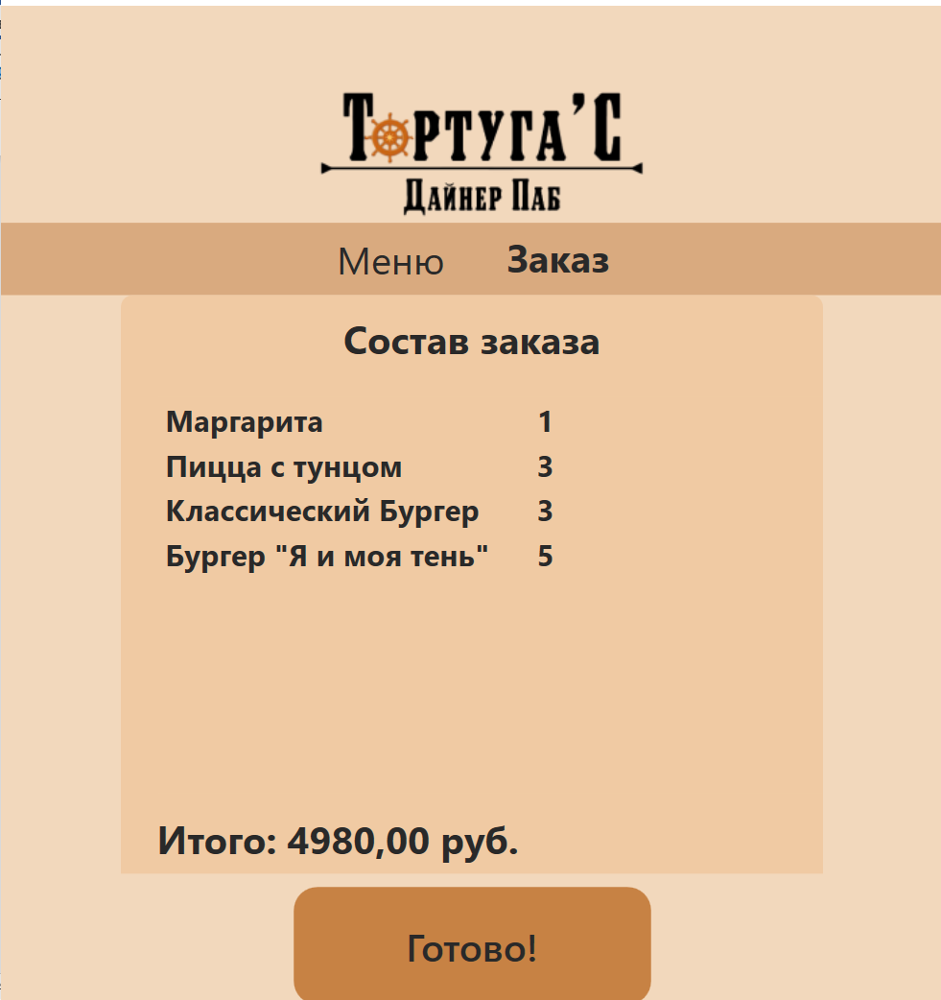 Тортуга'С
Дайнер Паб
Меню Заказ
Состав заказа
Маргарита 1
Пицца с тунцом 3
Классический Бургер 3
Бургер "Я и моя тень" 5
Итого: 4980,00 руб.
Готово!